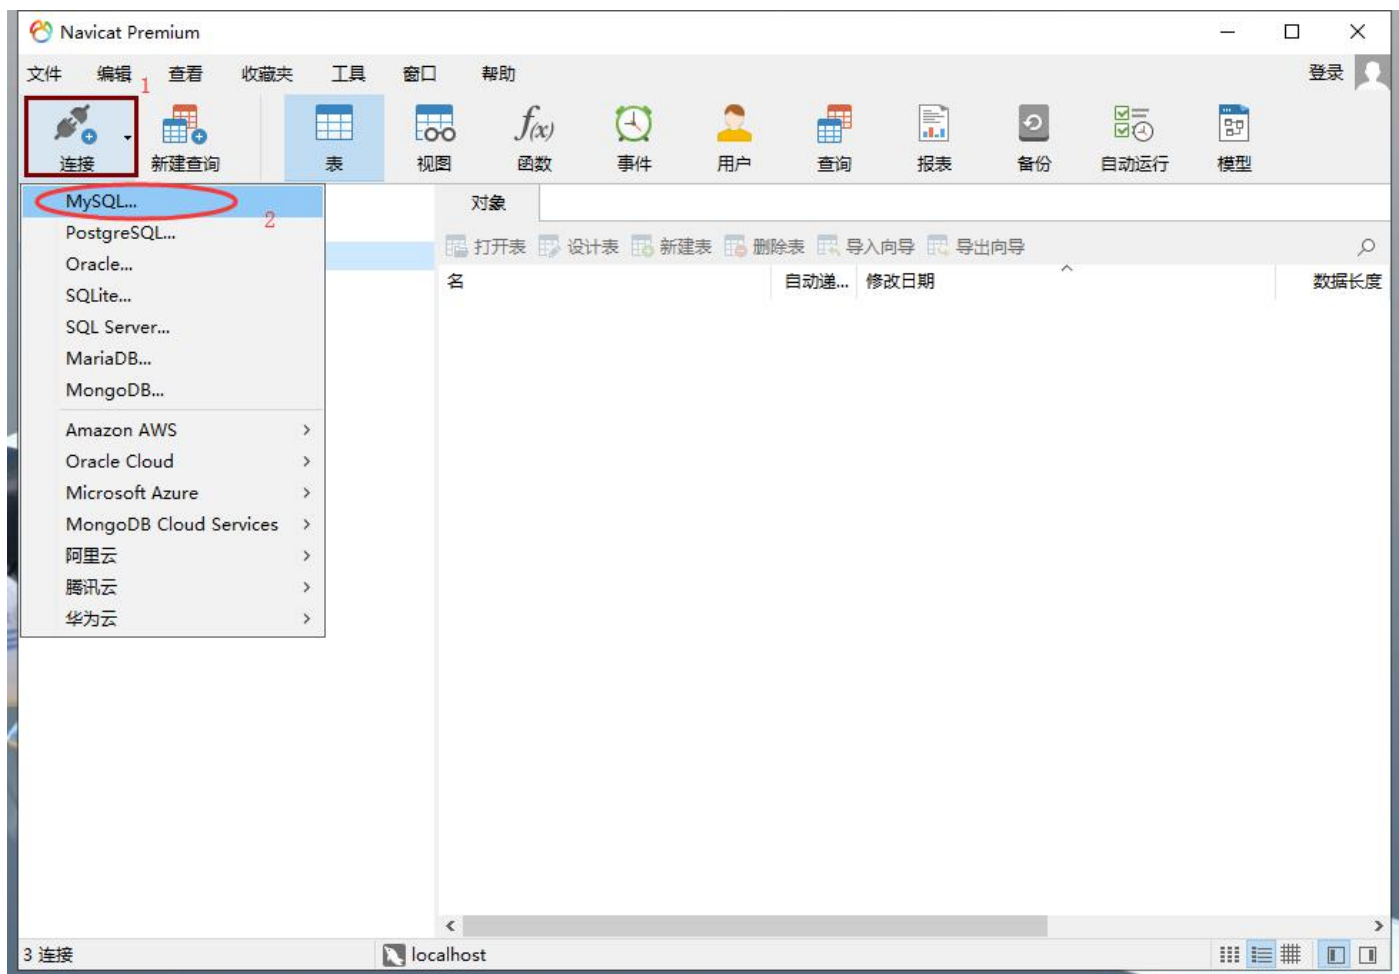 Navicat Premium
文件 编辑 查看 收藏夹 工具 窗口 帮助 登录
1
连接 新建查询 表 视图 f(x) 函数 事件 用户 查询 报表 备份 自动运行 模型
MySQL...
2
PostgreSQL...
Oracle...
SQLite...
SQL Server...
MariaDB...
MongoDB...
Amazon AWS
Oracle Cloud
Microsoft Azure
MongoDB Cloud Services
阿里云
腾讯云
华为云
对象
打开表 设计表 新建表 删除表 导入向导 导出向导
名 自动递... 修改日期 数据长度
3 连接 localhost